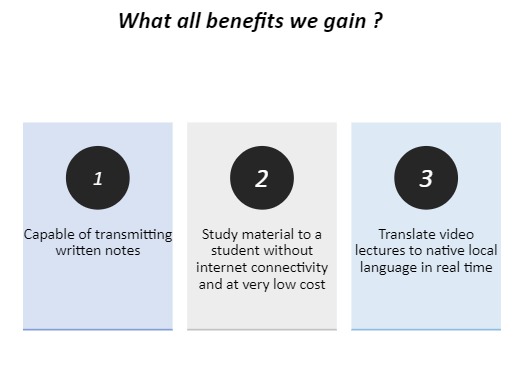 What all benefits we gain ?
1
Capable of transmitting
written notes
2
Study material to a
student without
internet connectivity
and at very low cost
3
Translate video
lectures to native local
language in real time